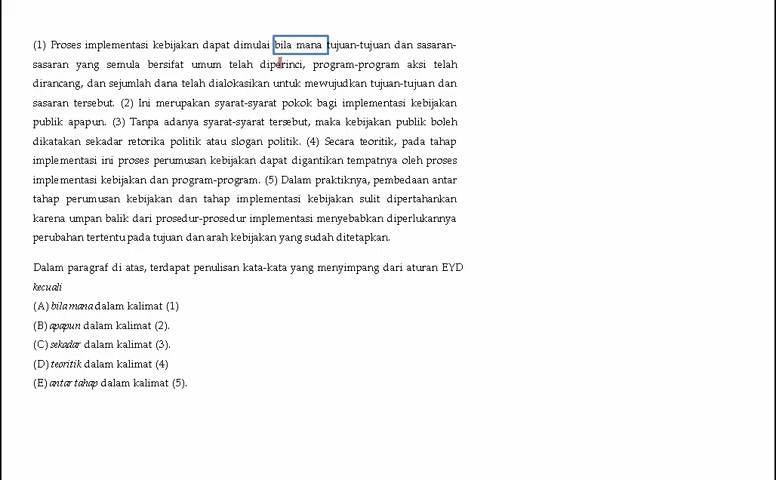 (1) Proses implementasi kebijakan dapat dimulai bila mana tujuan-tujuan dan sasaran-
sasaran yang semula bersifat umum telah diperinci, program-program aksi telah
dirancang, dan sejumlah dana telah dialokasikan untuk mewujudkan tujuan-tujuan dan
sasaran tersebut. (2) Ini merupakan syarat-syarat pokok bagi implementasi kebijakan
publik apapun. (3) Tanpa adanya syarat-syarat tersebut, maka kebijakan publik boleh
dikatakan sekadar retorika politik atau slogan politik. (4) Secara teoritik, pada tahap
implementasi ini proses perumusan kebijakan dapat digantikan tempatnya oleh proses
implementasi kebijakan dan program-program. (5) Dalam praktiknya, pembedaan antar
tahap perumusan kebijakan dan tahap implementasi kebijakan sulit dipertahankan
karena umpan balik dari prosedur-prosedur implementasi menyebabkan diperlukannya
perubahan tertentu pada tujuan dan arah kebijakan yang sudah ditetapkan.
Dalam paragraf di atas, terdapat penulisan kata-kata yang menyimpang dari aturan EYD
kecuali
(A) bila mana dalam kalimat (1)
(B) apapun dalam kalimat (2).
(C) sekadar dalam kalimat (3).
(D) teoritik dalam kalimat (4)
(E) antar tahap dalam kalimat (5).